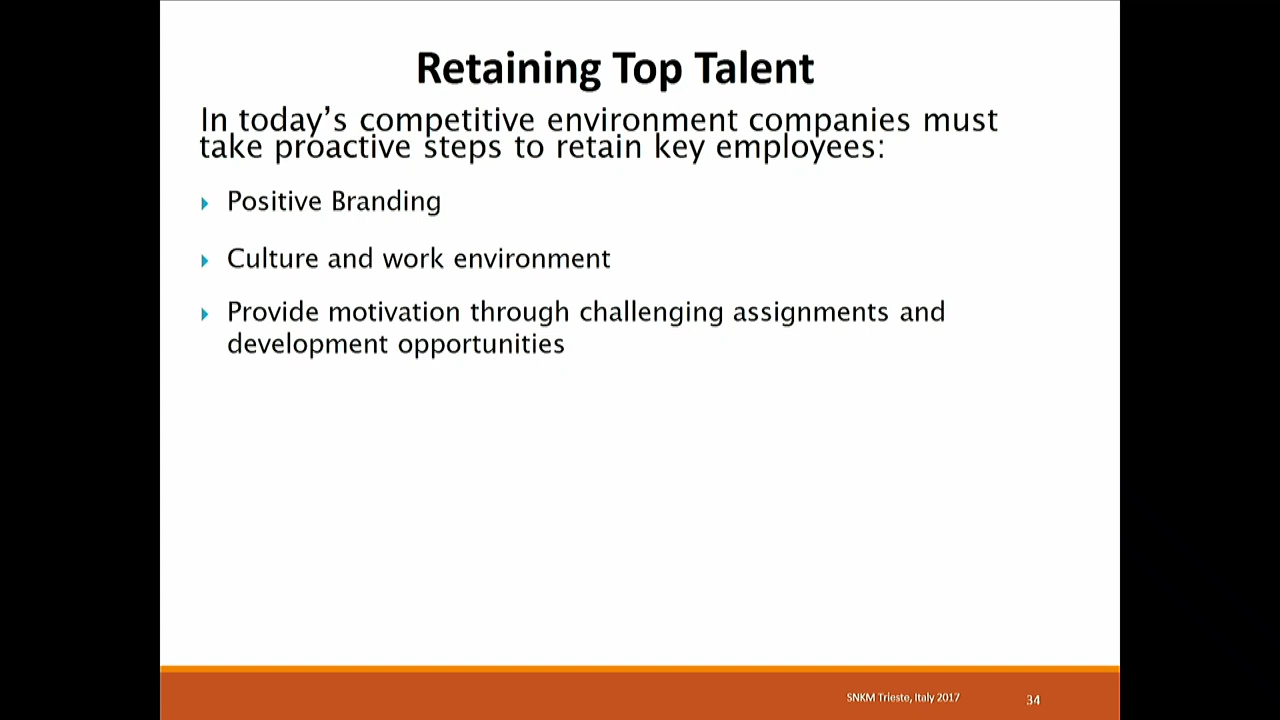 Retaining Top Talent
In today's competitive environment companies must
take proactive steps to retain key employees:
Positive Branding
Culture and work environment
Provide motivation through challenging assignments and
development opportunities
SNKM Trieste, Italy 2017
34